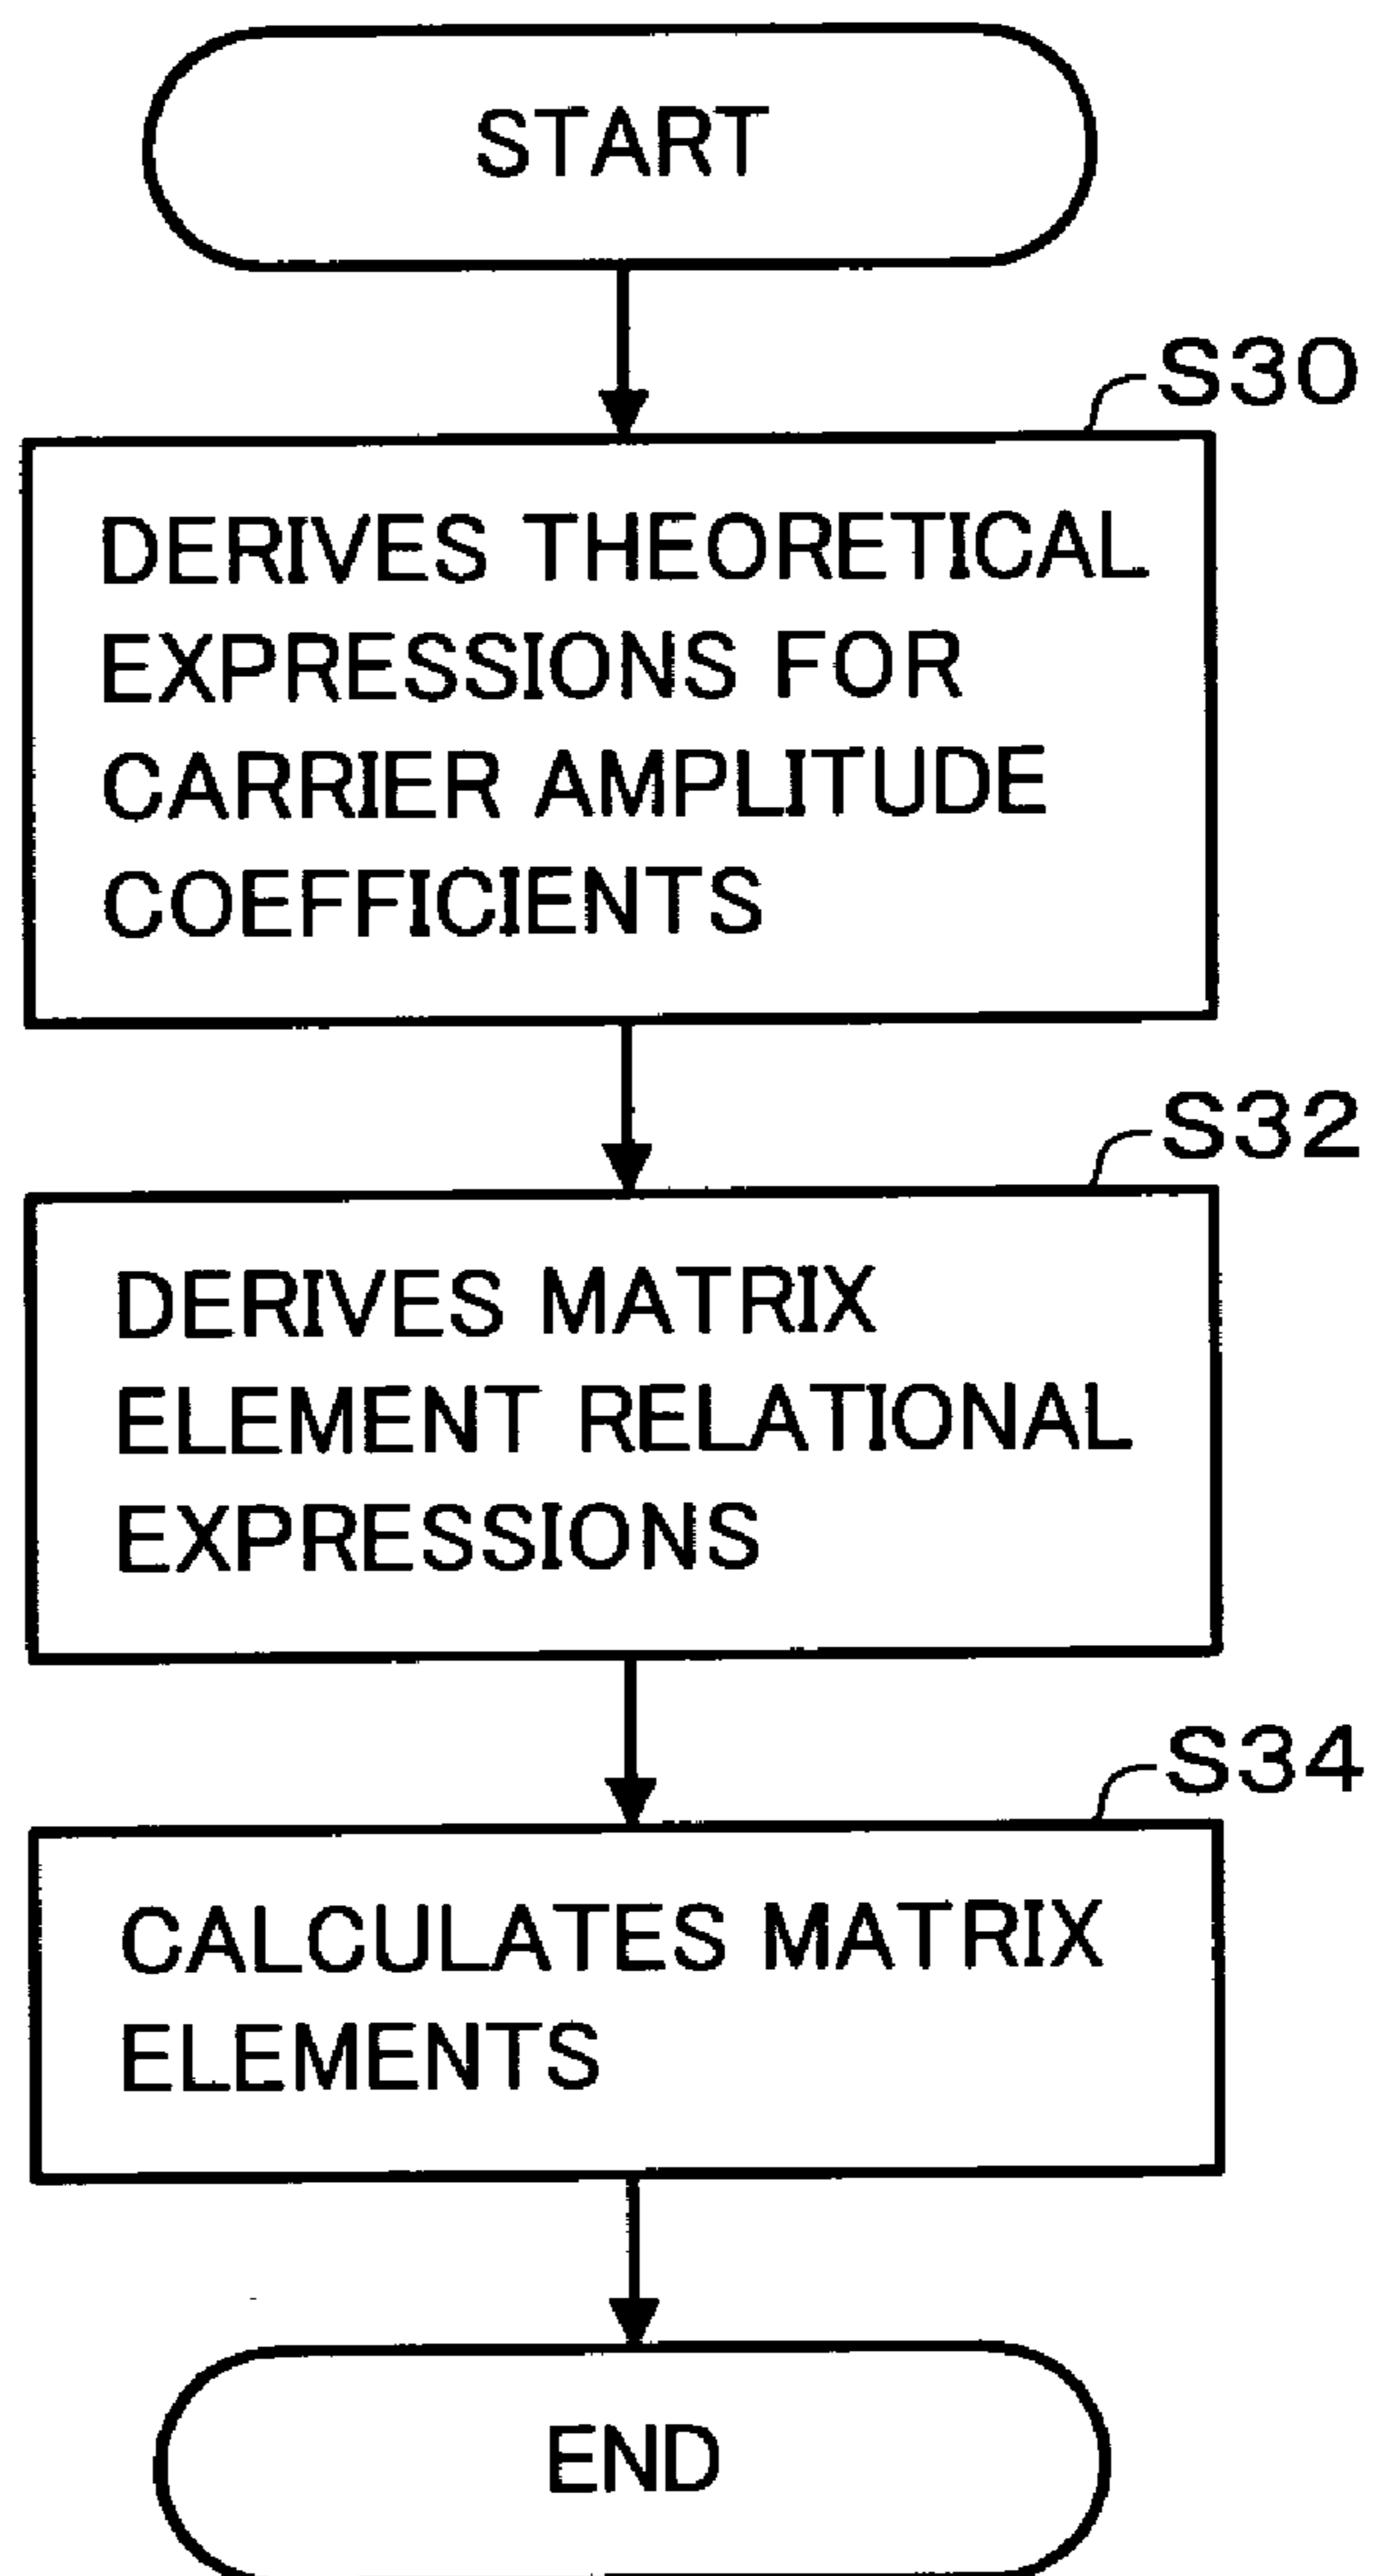 START
S30
DERIVES THEORETICAL
EXPRESSIONS FOR
CARRIER AMPLITUDE
COEFFICIENTS
S32
DERIVES MATRIX
ELEMENT RELATIONAL
EXPRESSIONS
S34
CALCULATES MATRIX
ELEMENTS
END